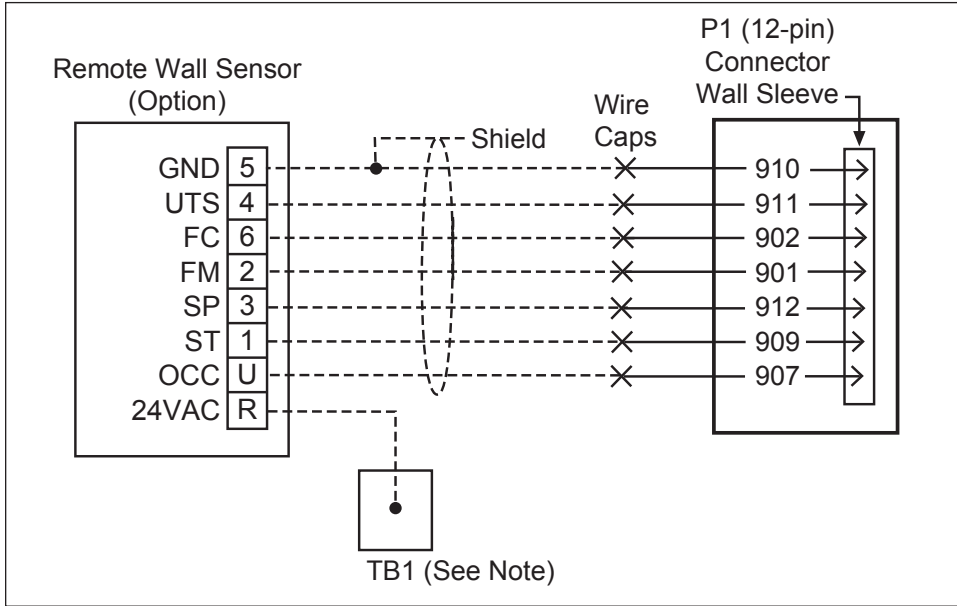 P1 (12-pin)
Connector
Wall Sleeve
Remote Wall Sensor
(Option)
Wire
Caps
Shield
GND 5 910
UTS 4 911
FC 6 902
FM 2 901
SP 3 912
ST 1 909
OCC U 907
24VAC R
TB1 (See Note)